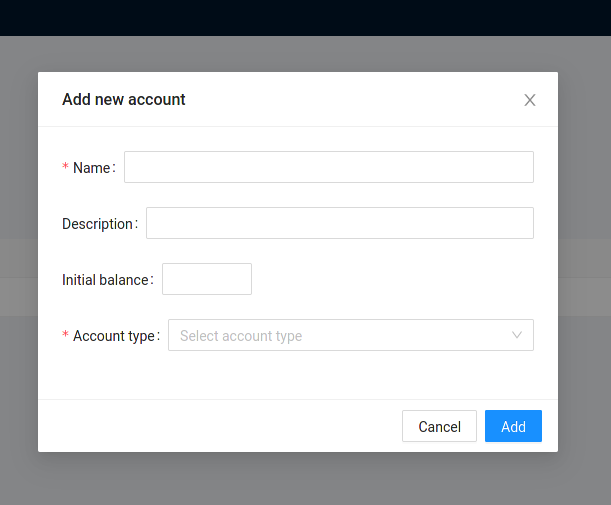 Add new account
* Name:
Description:
Initial balance:
* Account type: Select account type
Cancel Add